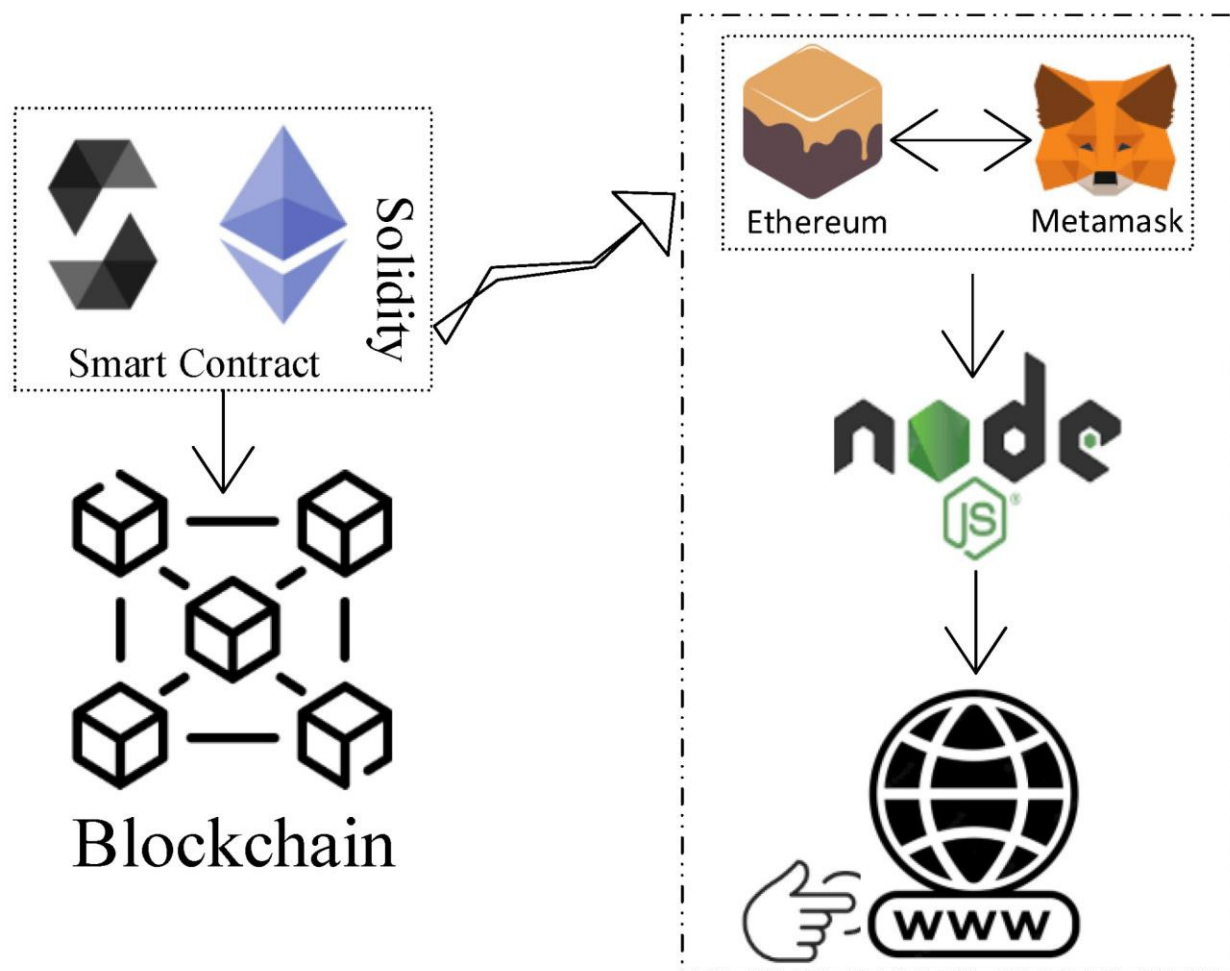 Solidity
Smart Contract
Blockchain
Ethereum
Metamask
node
JS
®
www